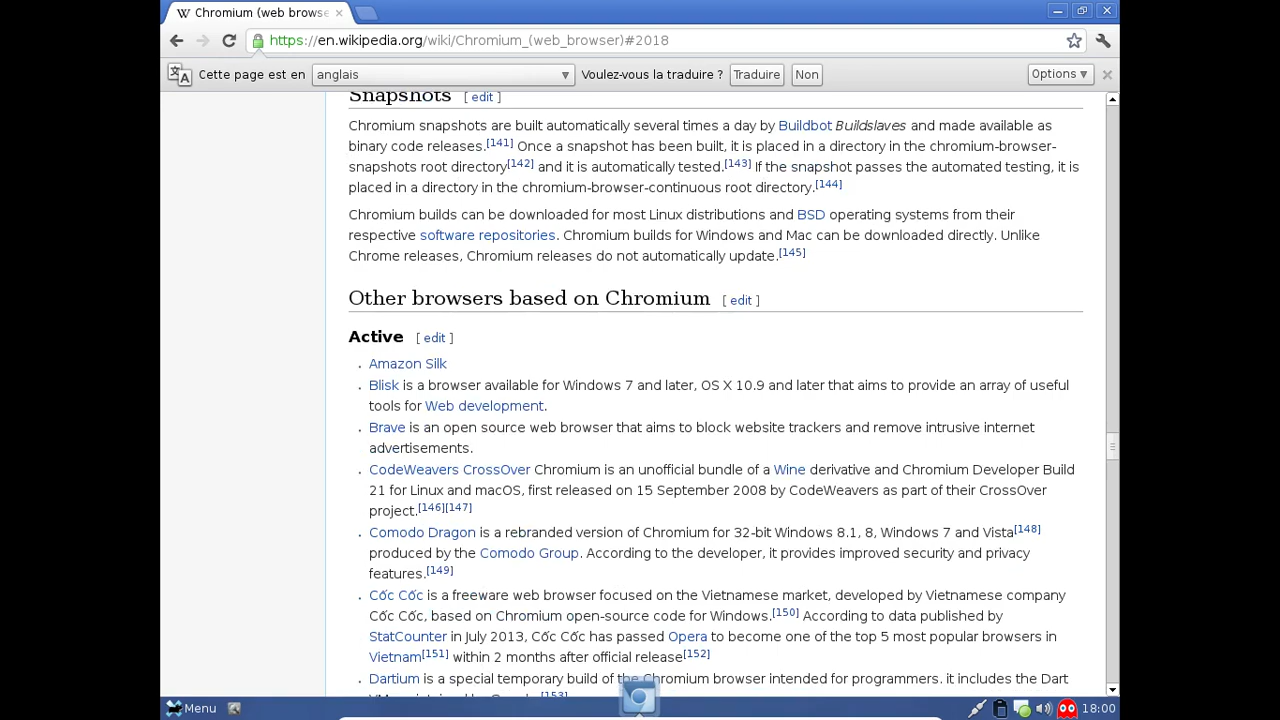 Chromium (web browse
https://en.wikipedia.org/wiki/Chromium_(web_browser)#2018
Cette page est en anglais Voulez-vous la traduire ? Traduire Non Options
Snapshots [ edit ]
Chromium snapshots are built automatically several times a day by Buildbot Buildslaves and made available as
binary code releases.[141] Once a snapshot has been built, it is placed in a directory in the chromium-browser-
snapshots root directory[142] and it is automatically tested.[143] If the snapshot passes the automated testing, it is
placed in a directory in the chromium-browser-continuous root directory.[144]
Chromium builds can be downloaded for most Linux distributions and BSD operating systems from their
respective software repositories. Chromium builds for Windows and Mac can be downloaded directly. Unlike
Chrome releases, Chromium releases do not automatically update.[145]
Other browsers based on Chromium [ edit ]
Active [ edit ]
Amazon Silk
Blisk is a browser available for Windows 7 and later, OS X 10.9 and later that aims to provide an array of useful
tools for Web development.
Brave is an open source web browser that aims to block website trackers and remove intrusive internet
advertisements.
CodeWeavers CrossOver Chromium is an unofficial bundle of a Wine derivative and Chromium Developer Build
21 for Linux and macOS, first released on 15 September 2008 by CodeWeavers as part of their CrossOver
project.[146][147]
Comodo Dragon is a rebranded version of Chromium for 32-bit Windows 8.1, 8, Windows 7 and Vista[148]
produced by the Comodo Group. According to the developer, it provides improved security and privacy
features.[149]
Cốc Cốc is a freeware web browser focused on the Vietnamese market, developed by Vietnamese company
Cốc Cốc, based on Chromium open-source code for Windows.[150] According to data published by
StatCounter in July 2013, Cốc Cốc has passed Opera to become one of the top 5 most popular browsers in
Vietnam[151] within 2 months after official release[152]
Dartium is a special temporary build of the Chromium browser intended for programmers. it includes the Dart
[153]
Menu 18:00